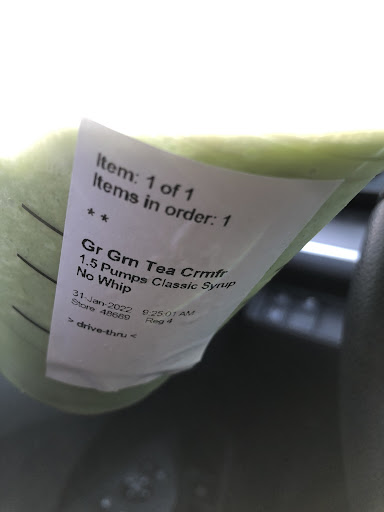 Item: 1 of 1
Items in order: 1
**
Gr Grn Tea Crmfr
1.5 Pumps Classic Syrup
No Whip
31-Jan-2022 9:25:01 AM
Store 48689 Reg 4
> drive-thru <